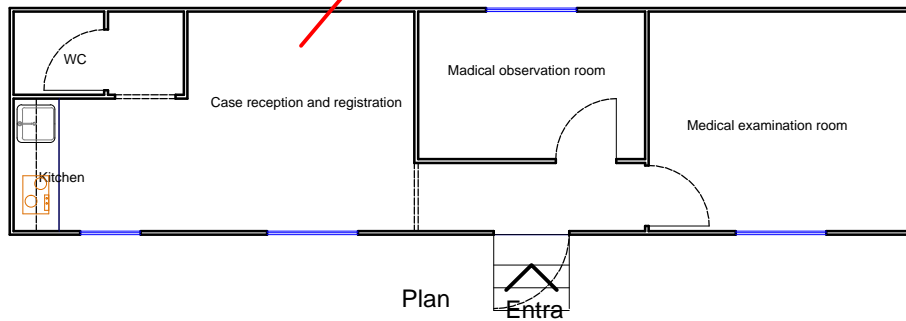 WC
Madical observation room
Case reception and registration
Medical examination room
Kitchen
Plan
Entra